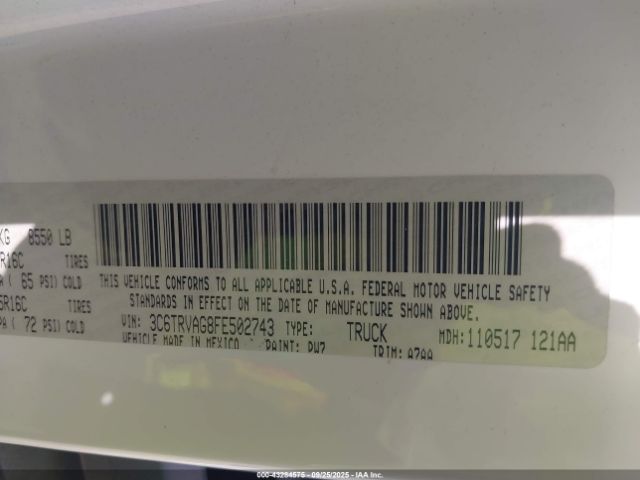 KG 8550 LB
R16C TIRES
A ( 65 PSI) COLD
5R16C TIRES
PA ( 72 PSI) COLD
THIS VEHICLE CONFORMS TO ALL APPLICABLE U.S.A. FEDERAL MOTOR VEHICLE SAFETY
STANDARDS IN EFFECT ON THE DATE OF MANUFACTURE SHOWN ABOVE.
VIN: 3C6TRVAG8FE502743 TYPE: TRUCK MDH:110517 121AA
VEHICLE MADE IN MEXICO PAINT: PW7 TRIM: A7AA
000-43284575 - 09/25/2025 - IAA Inc.